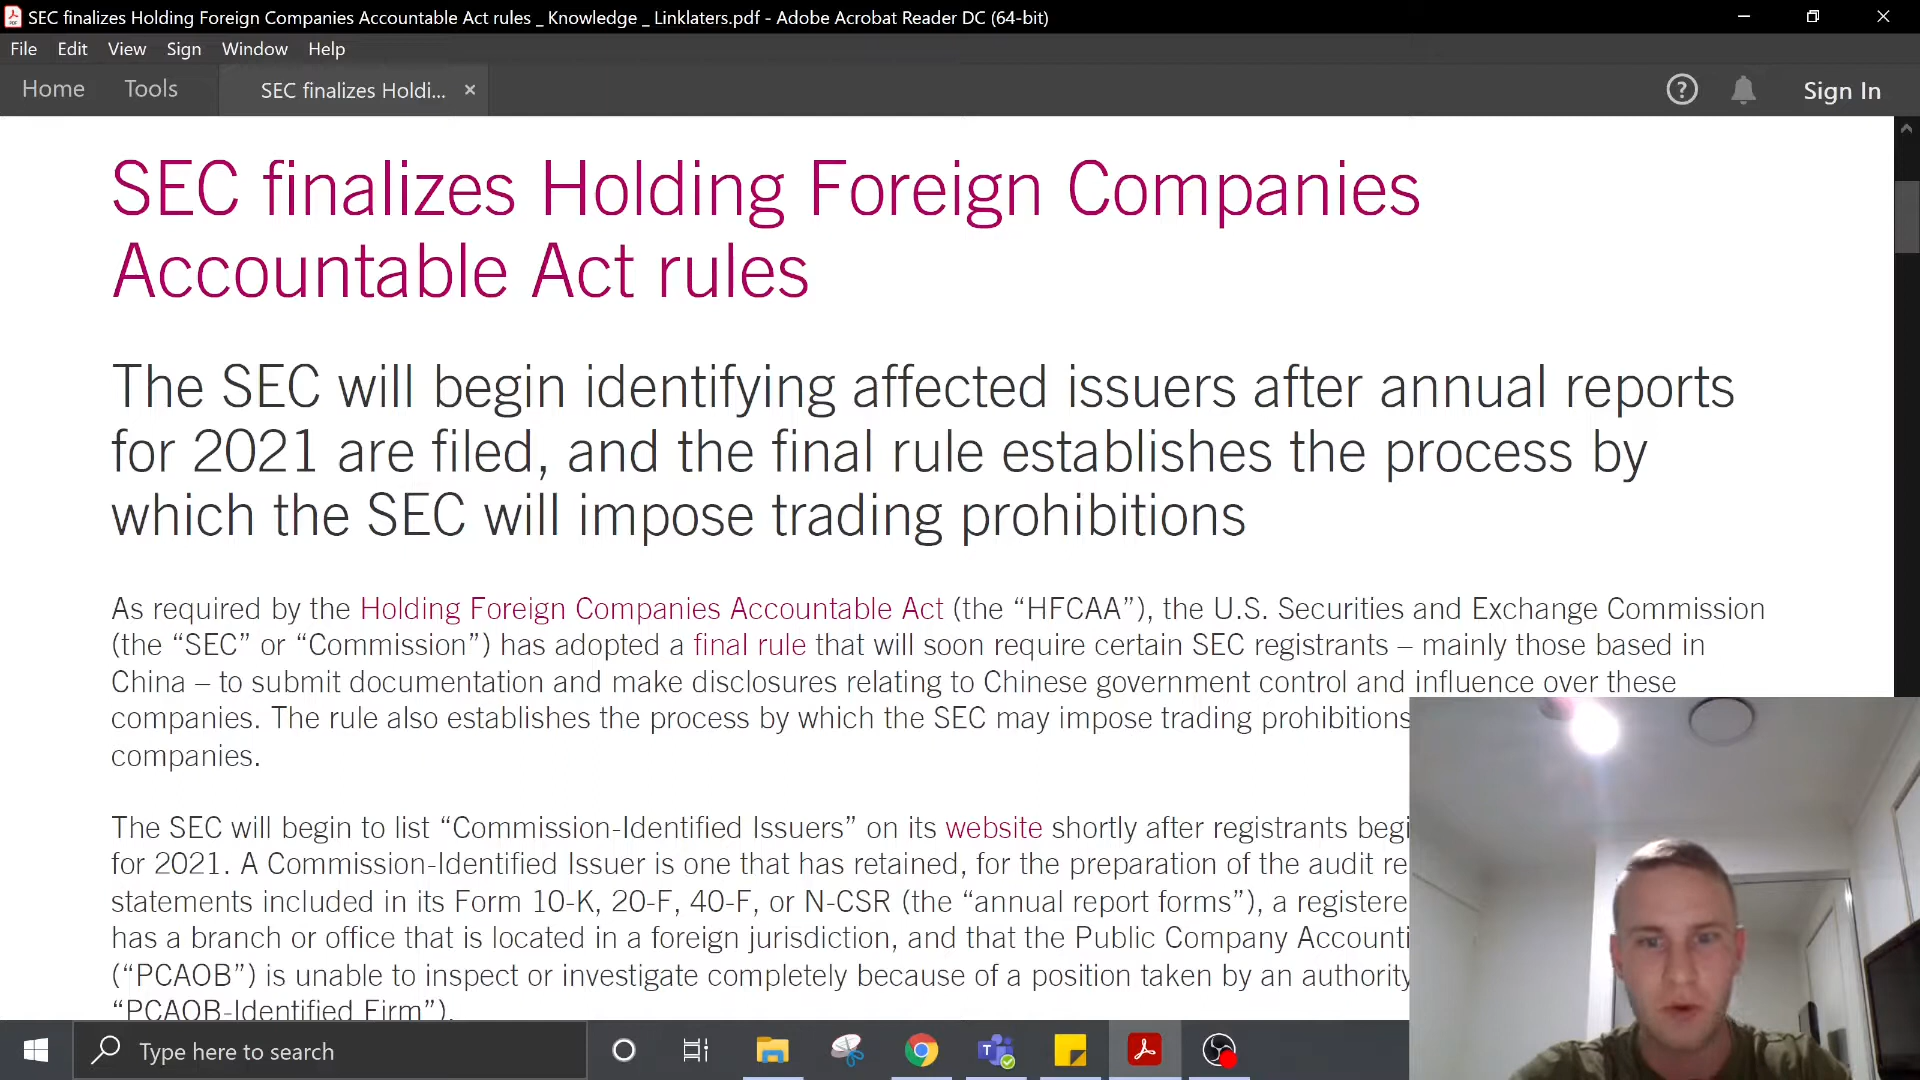 SEC finalizes Holding Foreign Companies Accountable Act rules _ Knowledge _ Linklaters.pdf - Adobe Acrobat Reader DC (64-bit)
File Edit View Sign Window Help
Home Tools SEC finalizes Holdi... × ? Sign In
SEC finalizes Holding Foreign Companies
Accountable Act rules
The SEC will begin identifying affected issuers after annual reports
for 2021 are filed, and the final rule establishes the process by
which the SEC will impose trading prohibitions
As required by the Holding Foreign Companies Accountable Act (the “HFCAA”), the U.S. Securities and Exchange Commission
(the “SEC” or “Commission”) has adopted a final rule that will soon require certain SEC registrants – mainly those based in
China – to submit documentation and make disclosures relating to Chinese government control and influence over these
companies. The rule also establishes the process by which the SEC may impose trading prohibitions
companies.
The SEC will begin to list “Commission-Identified Issuers” on its website shortly after registrants begi
for 2021. A Commission-Identified Issuer is one that has retained, for the preparation of the audit re
statements included in its Form 10-K, 20-F, 40-F, or N-CSR (the “annual report forms”), a registere
has a branch or office that is located in a foreign jurisdiction, and that the Public Company Accounti
(“PCAOB”) is unable to inspect or investigate completely because of a position taken by an authority
“PCAOB-Identified Firm”).
Type here to search